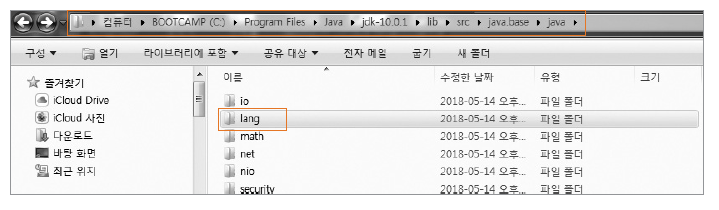 컴퓨터 ▸ BOOTCAMP (C:) ▸ Program Files ▸ Java ▸ jdk-10.0.1 ▸ lib ▸ src ▸ java.base ▸ java ▸
구성 ▾ 열기 라이브러리에 포함 ▾ 공유 대상 ▾ 전자 메일 굽기 새 폴더
즐겨찾기
iCloud Drive
iCloud 사진
다운로드
바탕 화면
최근 위치
이름 수정한 날짜 유형 크기
io 2018-05-14 오후... 파일 폴더
lang 2018-05-14 오후... 파일 폴더
math 2018-05-14 오후... 파일 폴더
net 2018-05-14 오후... 파일 폴더
nio 2018-05-14 오후... 파일 폴더
security 2018-05-14 오후... 파일 폴더